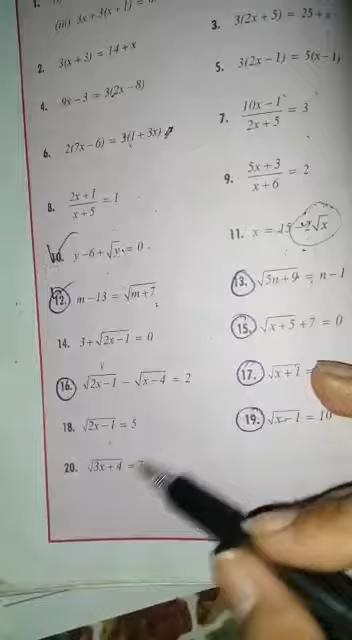 1.
(iii) 3x + 3(x + 1) =
2. 3(x + 3) = 14 + x
3. 3(2x + 5) = 25 + x
4. 9x − 3 = 3(2x − 8)
5. 3(2x − 1) = 5(x − 1)
6. 2(7x − 6) = 3(1 + 3x)
7. (10x − 1)/(2x + 5) = 3
8. (2x + 1)/(x + 5) = 1
9. (5x + 3)/(x + 6) = 2
10. y − 6 + √y = 0
11. x = 15 − 2√x
12. m − 13 = √(m + 7)
13. √(5n + 9) = n − 1
14. 3 + √(2x − 1) = 0
15. √(x + 5) + 7 = 0
16. √(2x − 1) − √(x − 4) = 2
17. √(x + 7) =
18. √(2x − 1) = 5
19. √(x − 1) = 10
20. √(3x + 4) =